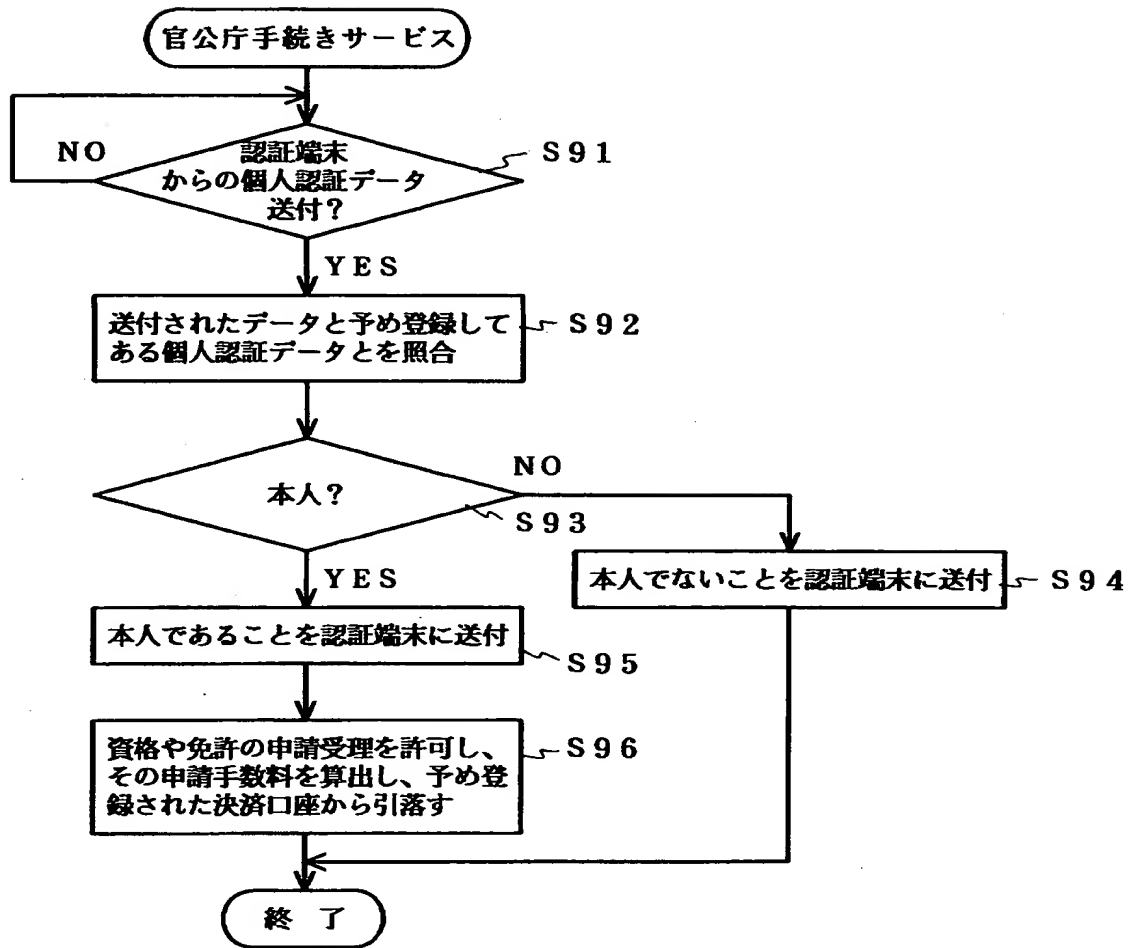 官公庁手続きサービス
NO
認証端末
からの個人認証データ
送付？
S91
YES
送付されたデータと予め登録して
ある個人認証データとを照合
S92
本人？
NO
S93
YES
本人でないことを認証端末に送付
S94
本人であることを認証端末に送付
S95
資格や免許の申請受理を許可し、
その申請手数料を算出し、予め登
録された決済口座から引落す
S96
終 了